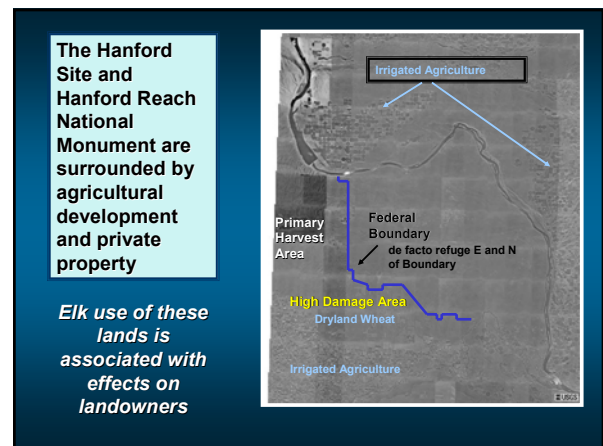 The Hanford
Site and
Hanford Reach
National
Monument are
surrounded by
agricultural
development
and private
property
Elk use of these
lands is
associated with
effects on
landowners
Irrigated Agriculture
Primary
Harvest
Area
Federal
Boundary
de facto refuge E and N
of Boundary
High Damage Area
Dryland Wheat
Irrigated Agriculture
USGS